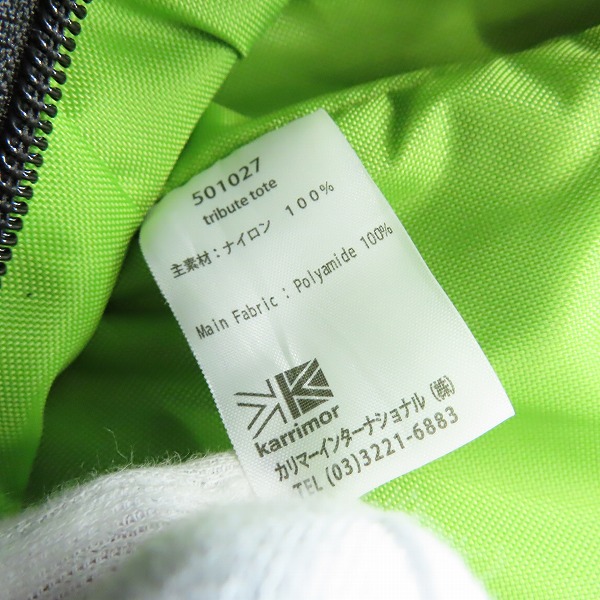 501027
tribute tote
主素材：ナイロン　100%
Main Fabric : Polyamide 100%
karrimor
カリマーインターナショナル（株）
TEL (03)3221-6883